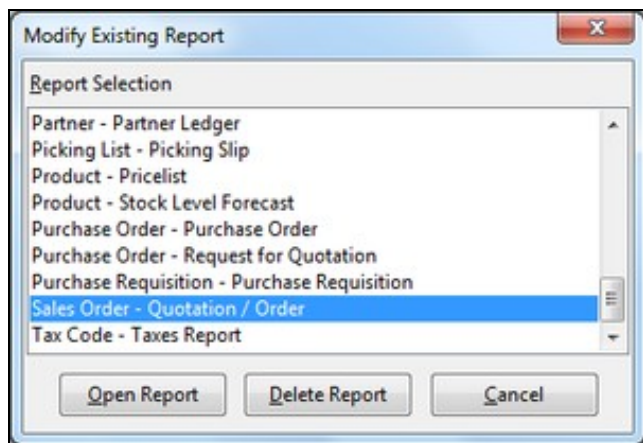 Modify Existing Report
Report Selection
Partner - Partner Ledger
Picking List - Picking Slip
Product - Pricelist
Product - Stock Level Forecast
Purchase Order - Purchase Order
Purchase Order - Request for Quotation
Purchase Requisition - Purchase Requisition
Sales Order - Quotation / Order
Tax Code - Taxes Report
Open Report Delete Report Cancel